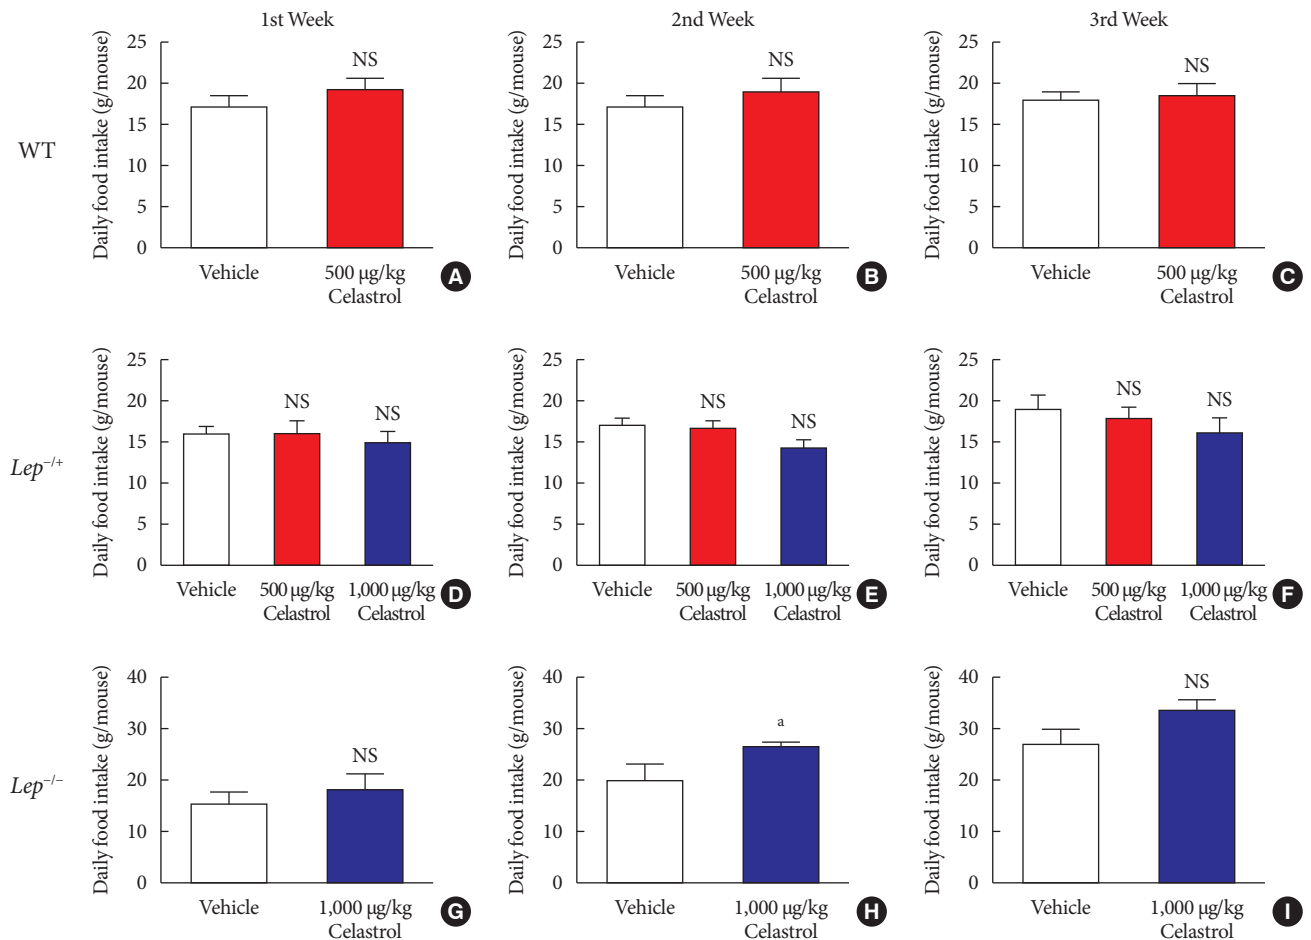 1st Week
2nd Week
3rd Week
WT
Daily food intake (g/mouse)
25
20
15
10
5
0
NS
Vehicle
500 µg/kg
Celastrol
A
Daily food intake (g/mouse)
25
20
15
10
5
0
NS
Vehicle
500 µg/kg
Celastrol
B
Daily food intake (g/mouse)
25
20
15
10
5
0
NS
Vehicle
500 µg/kg
Celastrol
C
Lep−/+
Daily food intake (g/mouse)
25
20
15
10
5
0
NS
NS
Vehicle
500 µg/kg
Celastrol
1,000 µg/kg
Celastrol
D
Daily food intake (g/mouse)
25
20
15
10
5
0
NS
NS
Vehicle
500 µg/kg
Celastrol
1,000 µg/kg
Celastrol
E
Daily food intake (g/mouse)
25
20
15
10
5
0
NS
NS
Vehicle
500 µg/kg
Celastrol
1,000 µg/kg
Celastrol
F
Lep−/−
Daily food intake (g/mouse)
40
30
20
10
0
NS
Vehicle
1,000 µg/kg
Celastrol
G
Daily food intake (g/mouse)
40
30
20
10
0
a
Vehicle
1,000 µg/kg
Celastrol
H
Daily food intake (g/mouse)
40
30
20
10
0
NS
Vehicle
1,000 µg/kg
Celastrol
I